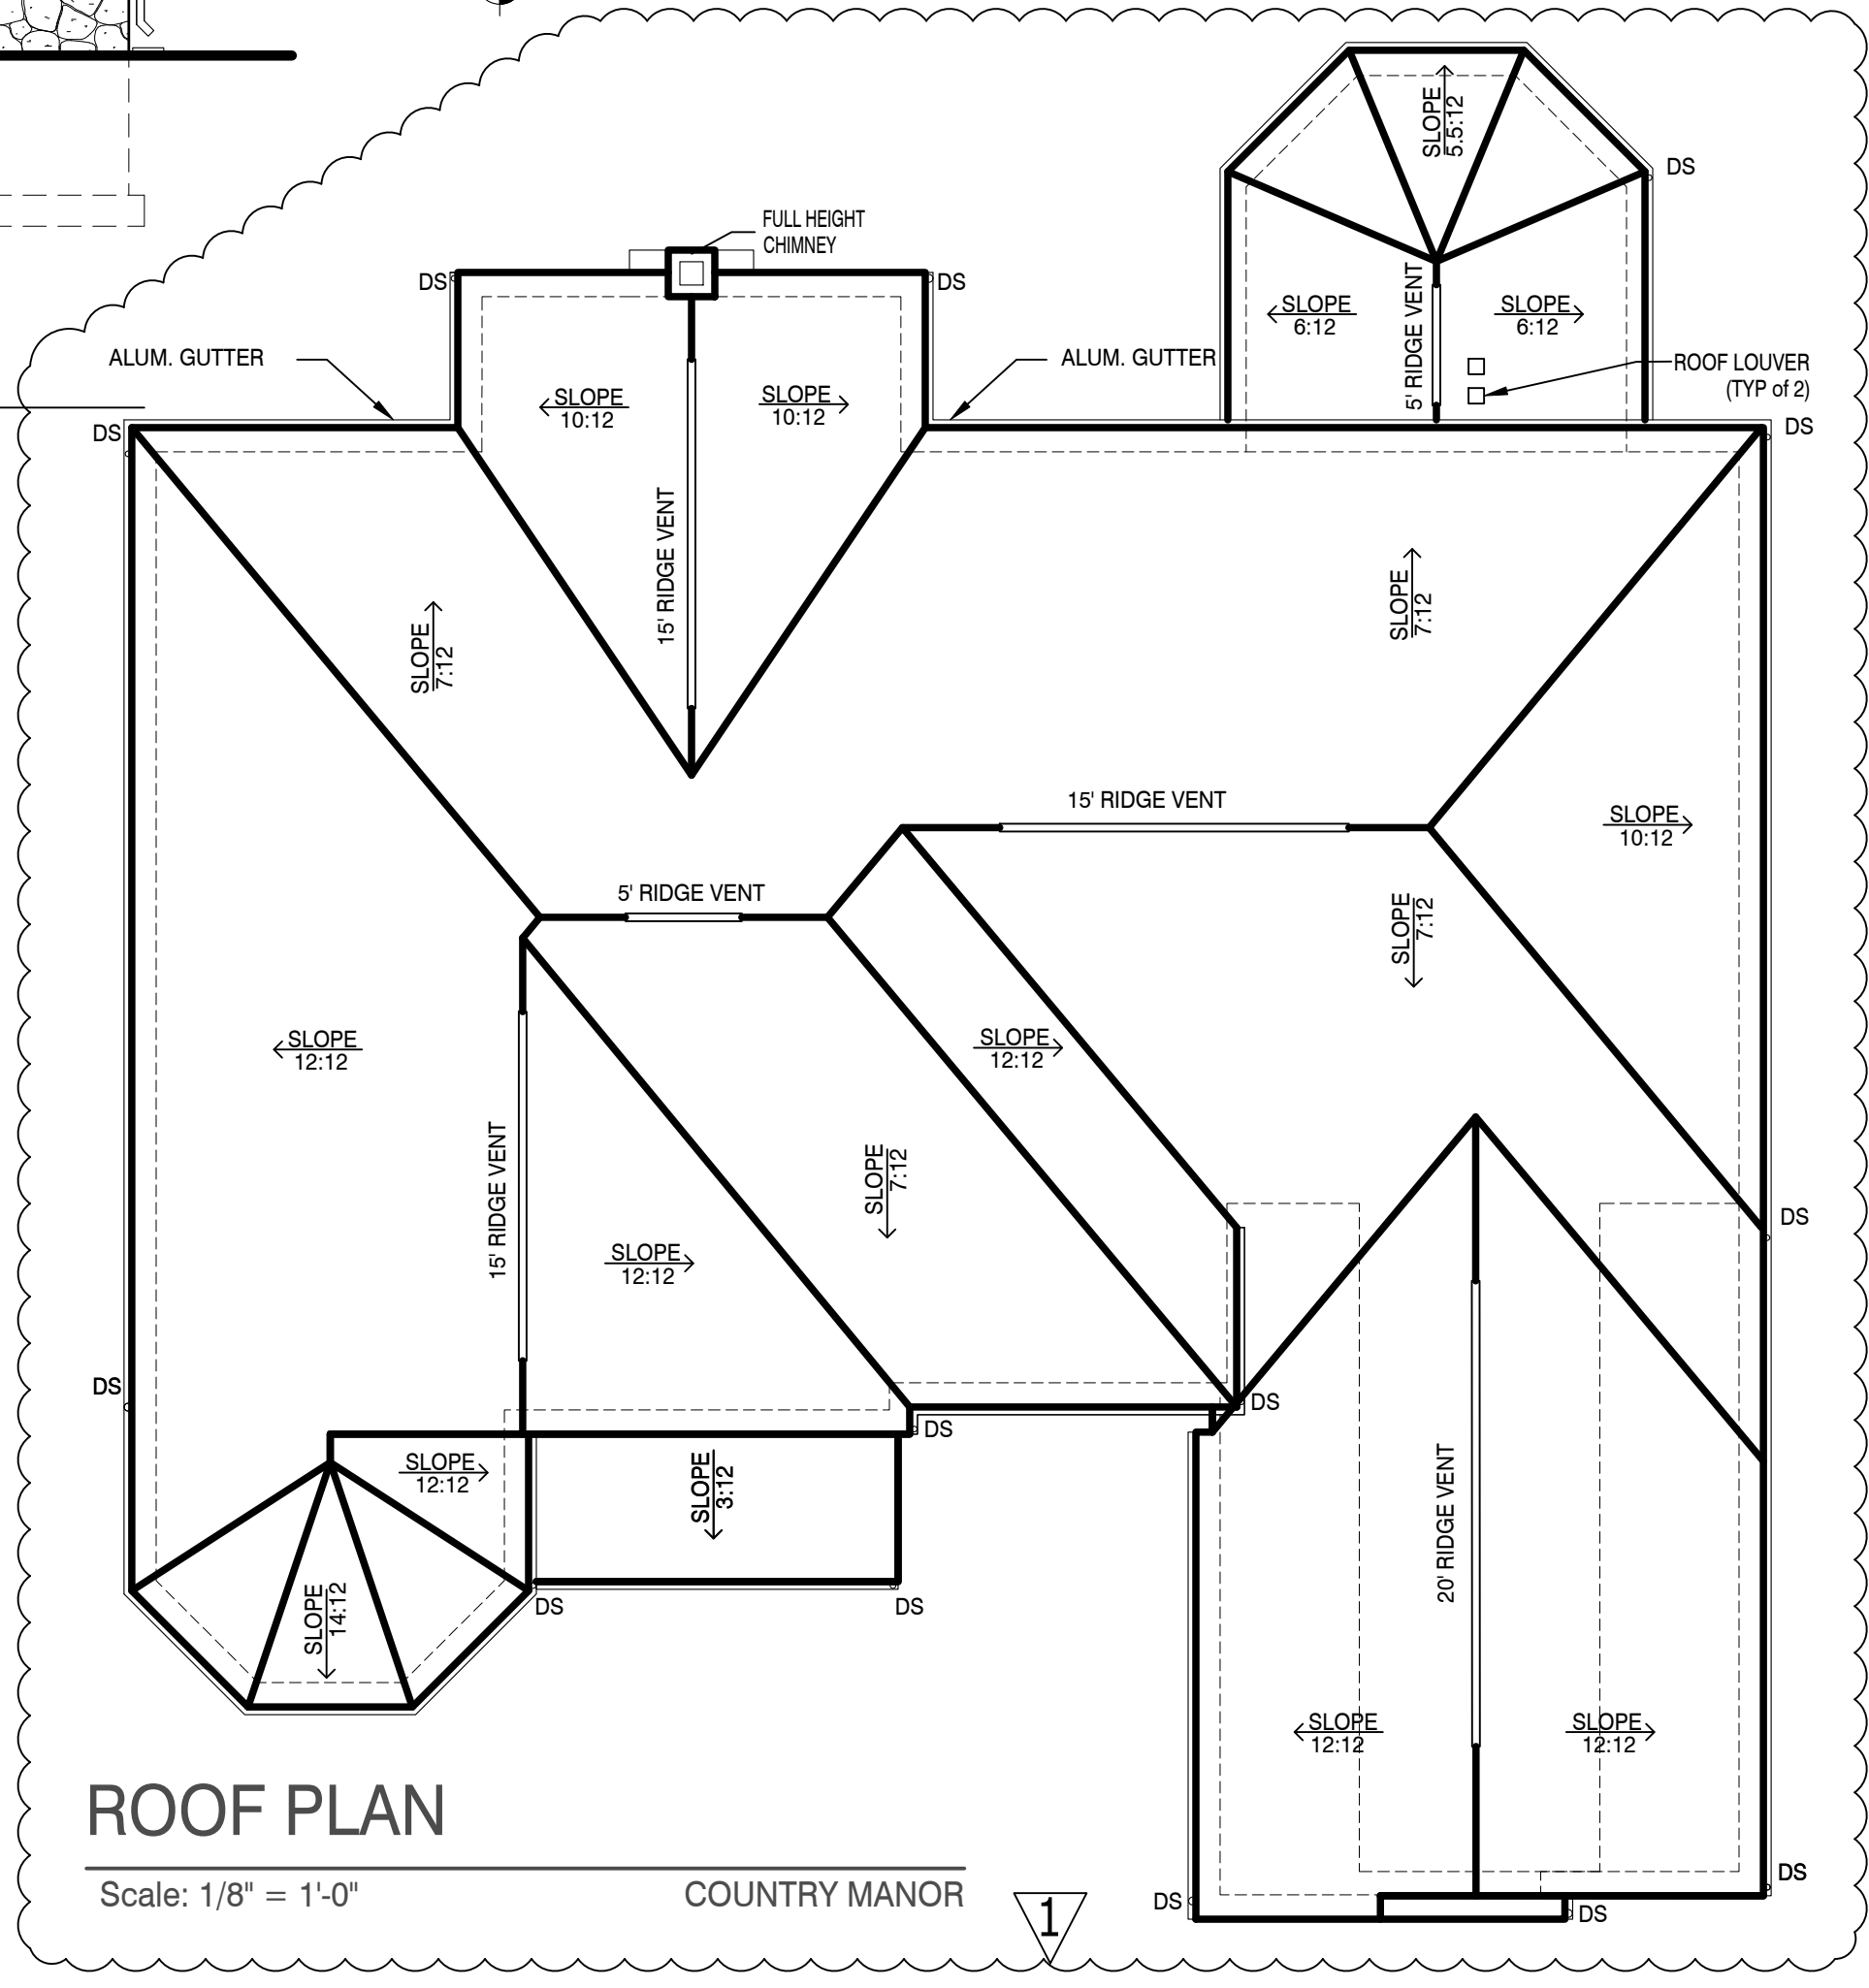 SLOPE
5.5:12
DS
FULL HEIGHT
CHIMNEY
DS
DS
SLOPE
6:12
5' RIDGE VENT
SLOPE
6:12
ALUM. GUTTER
ALUM. GUTTER
ROOF LOUVER
(TYP of 2)
SLOPE
10:12
SLOPE
10:12
DS
DS
15' RIDGE VENT
SLOPE
7:12
SLOPE
7:12
15' RIDGE VENT
SLOPE
10:12
5' RIDGE VENT
SLOPE
7:12
SLOPE
12:12
SLOPE
12:12
15' RIDGE VENT
SLOPE
7:12
DS
SLOPE
12:12
DS
DS
DS
SLOPE
12:12
SLOPE
3:12
20' RIDGE VENT
SLOPE
14:12
DS
DS
SLOPE
12:12
SLOPE
12:12
ROOF PLAN
Scale: 1/8" = 1'-0"
COUNTRY MANOR
1
DS
DS
DS